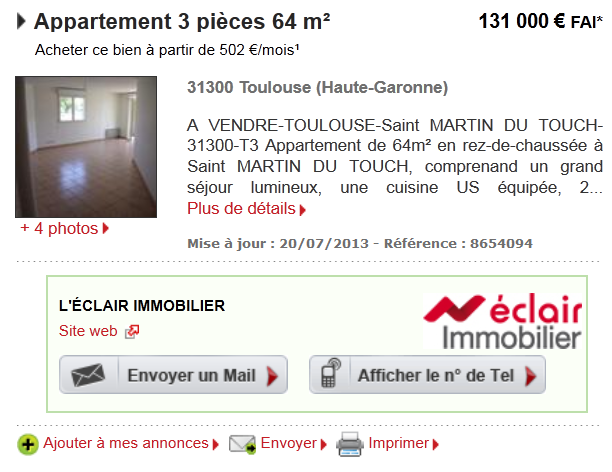 Appartement 3 pièces 64 m²
131 000 € FAI*
Acheter ce bien à partir de 502 €/mois¹
31300 Toulouse (Haute-Garonne)
A VENDRE-TOULOUSE-Saint MARTIN DU TOUCH-
31300-T3 Appartement de 64m² en rez-de-chaussée à
Saint MARTIN DU TOUCH, comprenand un grand
séjour lumineux, une cuisine US équipée, 2...
Plus de détails
+ 4 photos
Mise à jour : 20/07/2013 - Référence : 8654094
L'ÉCLAIR IMMOBILIER
Site web
éclair
Immobilier
Envoyer un Mail
Afficher le n° de Tel
Ajouter à mes annonces
Envoyer
Imprimer